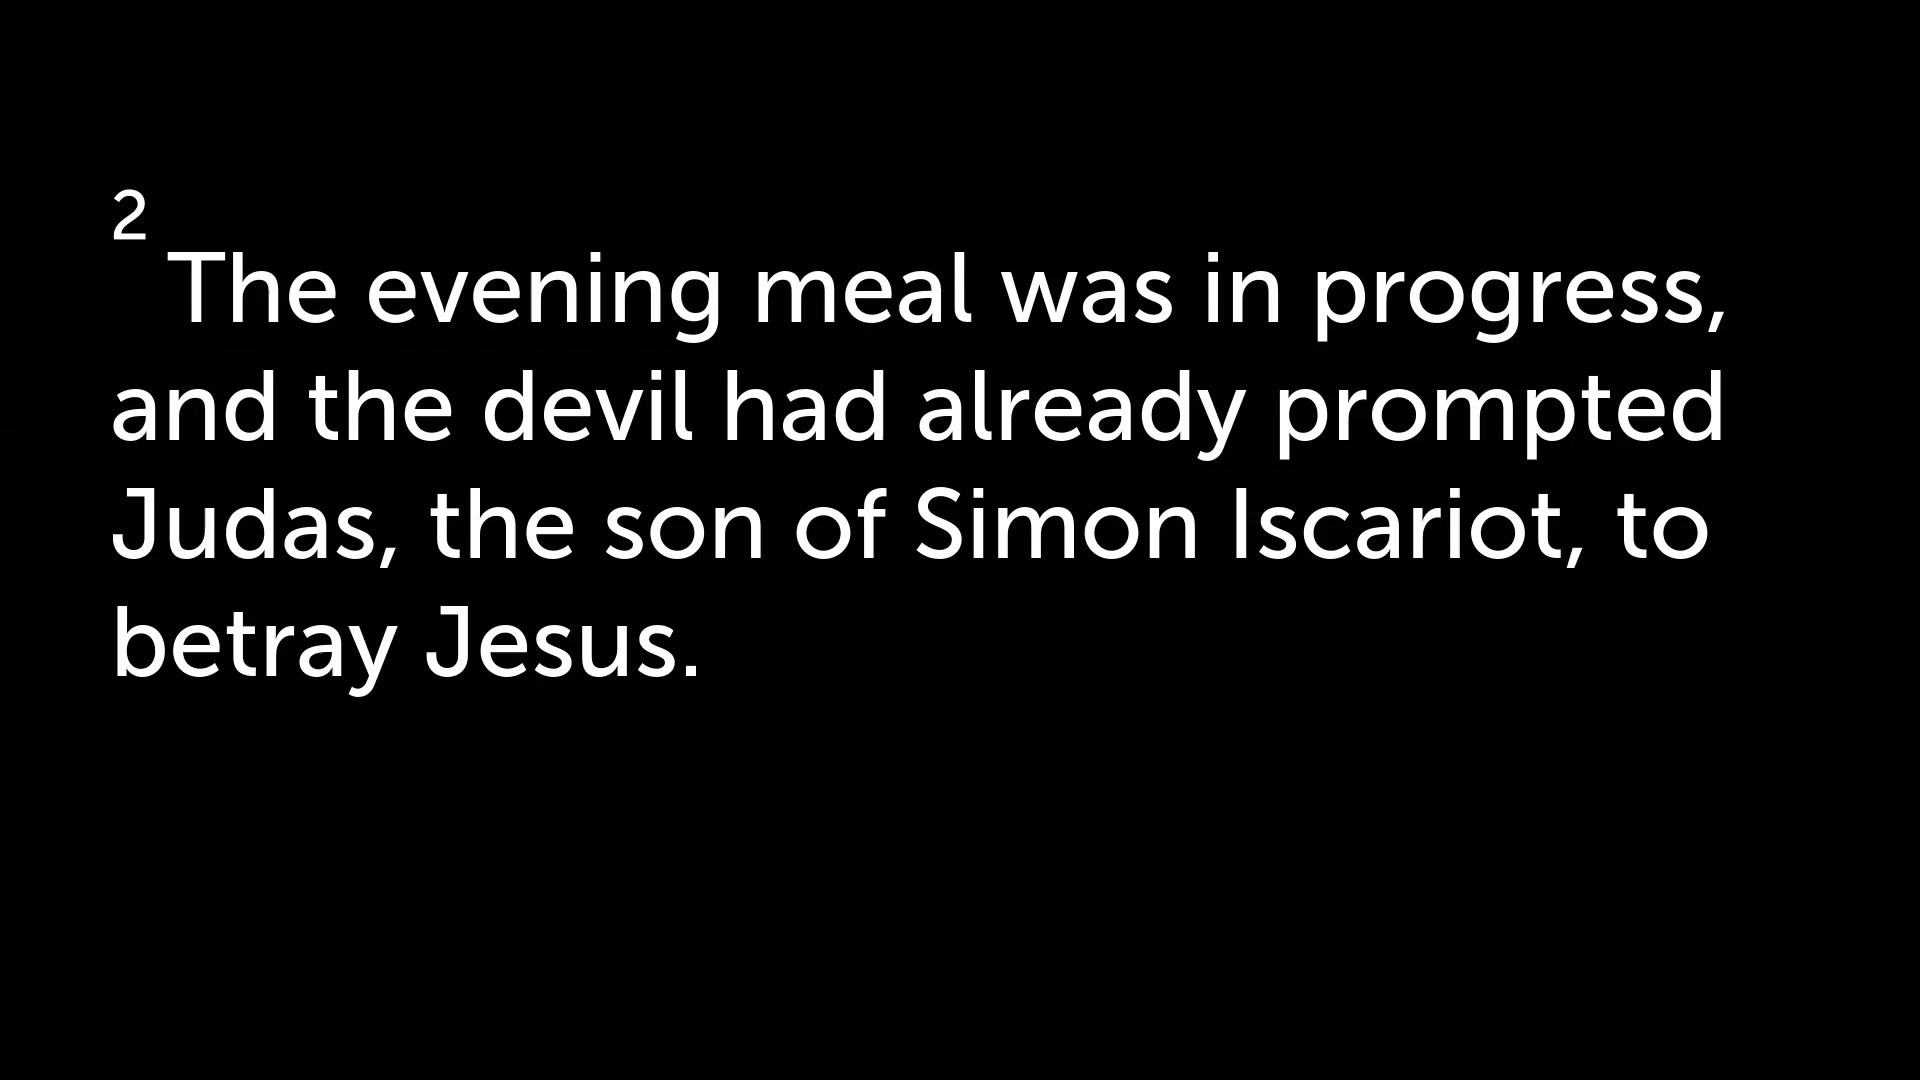 2 The evening meal was in progress,
and the devil had already prompted
Judas, the son of Simon Iscariot, to
betray Jesus.